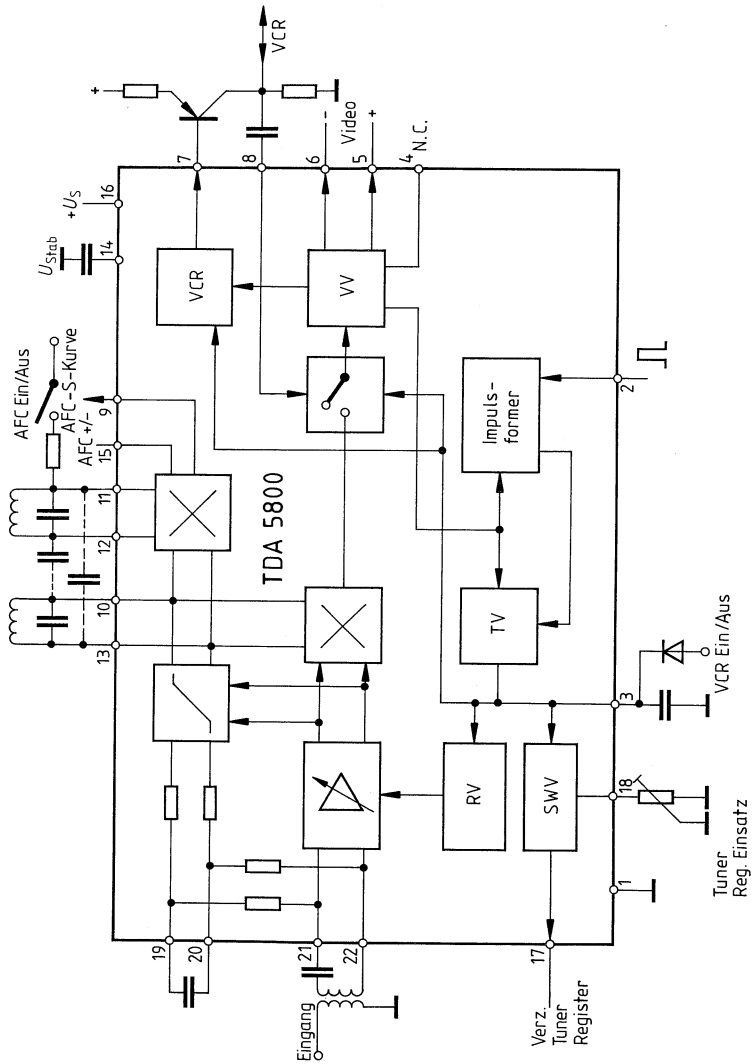 AFC Ein/Aus
AFC-S-Kurve
AFC +/-
U Stab
+US
13
10
12
11
15
9
14
16
7
VCR
8
6
-
Video
5
+
4
N.C.
+
VCR
VV
TDA 5800
Impuls-
former
2
TV
RV
SWV
3
VCR Ein/Aus
18
Tuner
Reg. Einsatz
1
19
20
21
22
Eingang
17
Verz.
Tuner
Register